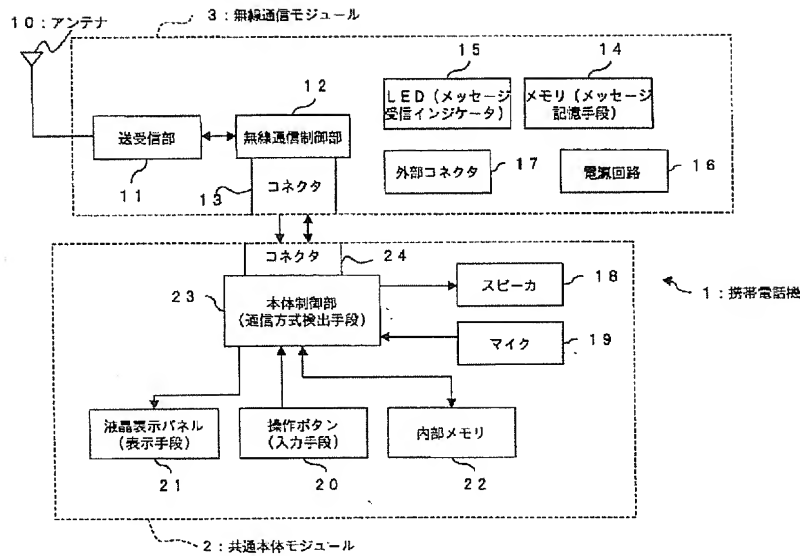 10：アンテナ
3：無線通信モジュール
15
14
12
LED（メッセージ
受信インジケータ）
メモリ（メッセージ
記憶手段）
送受信部
無線通信制御部
17
16
11
外部コネクタ
電源回路
13
コネクタ
コネクタ
24
23
本体制御部
（通信方式検出手段）
スピーカ
18
1：携帯電話機
マイク
19
液晶表示パネル
（表示手段）
操作ボタン
（入力手段）
内部メモリ
21
20
22
2：共通本体モジュール